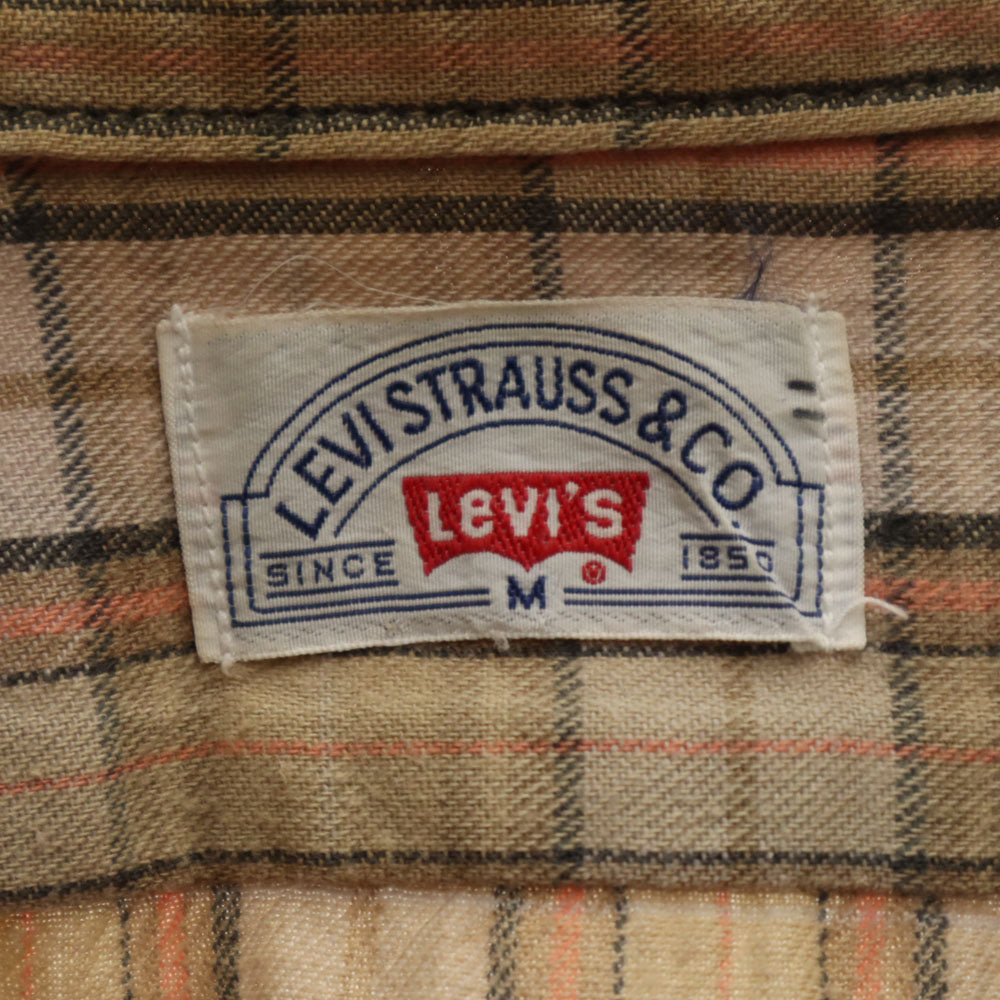 LEVI STRAUSS & CO.
LEVI'S
SINCE 1850
M ®